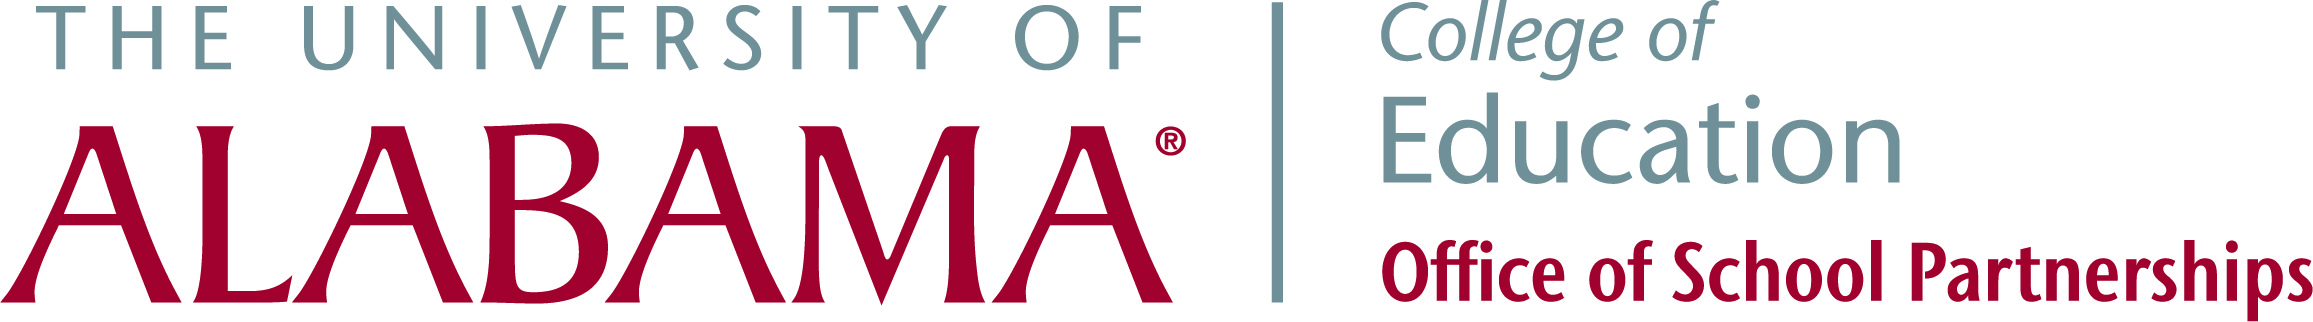 THE UNIVERSITY OF
ALABAMA®
College of
Education
Office of School Partnerships